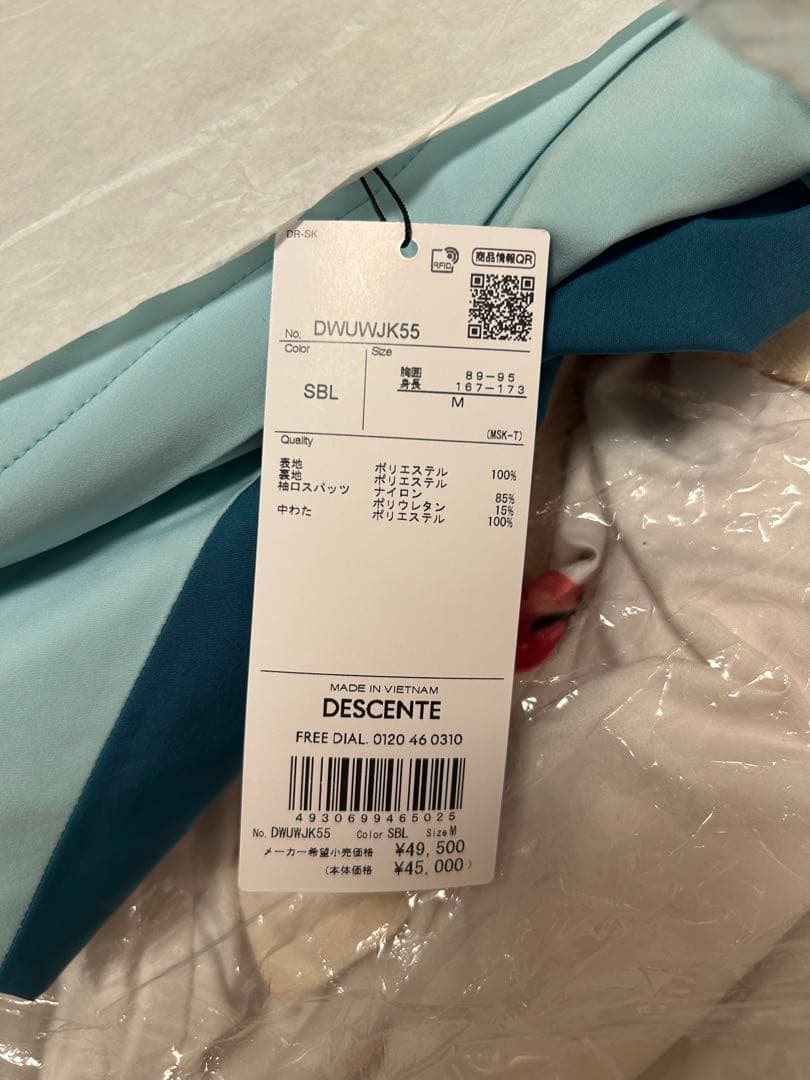 DR-SK
RFID
商品情報QR
No. DWUWJK55
Color
Size
SBL
胸囲 89-95
身長 167-173
M
Quality
(MSK-T)
表地 ポリエステル 100%
裏地 ポリエステル
袖口スパッツ ナイロン 85%
ポリウレタン 15%
中わた ポリエステル 100%
MADE IN VIETNAM
DESCENTE
FREE DIAL. 0120 46 0310
4930699465025
No. DWUWJK55 Color SBL Size M
メーカー希望小売価格 ¥49,500
(本体価格 ¥45,000)